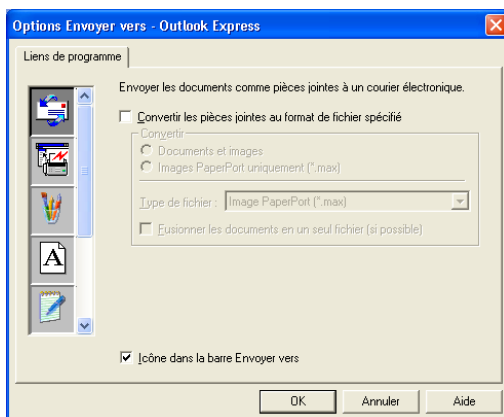 Options Envoyer vers - Outlook Express
Liens de programme
Envoyer les documents comme pièces jointes à un courier électronique.
Convertir les pièces jointes au format de fichier spécifié
Convertir
Documents et images
Images PaperPort uniquement (*.max)
Type de fichier : Image PaperPort (*.max)
Fusionner les documents en un seul fichier (si possible)
A
Icône dans la barre Envoyer vers
OK Annuler Aide